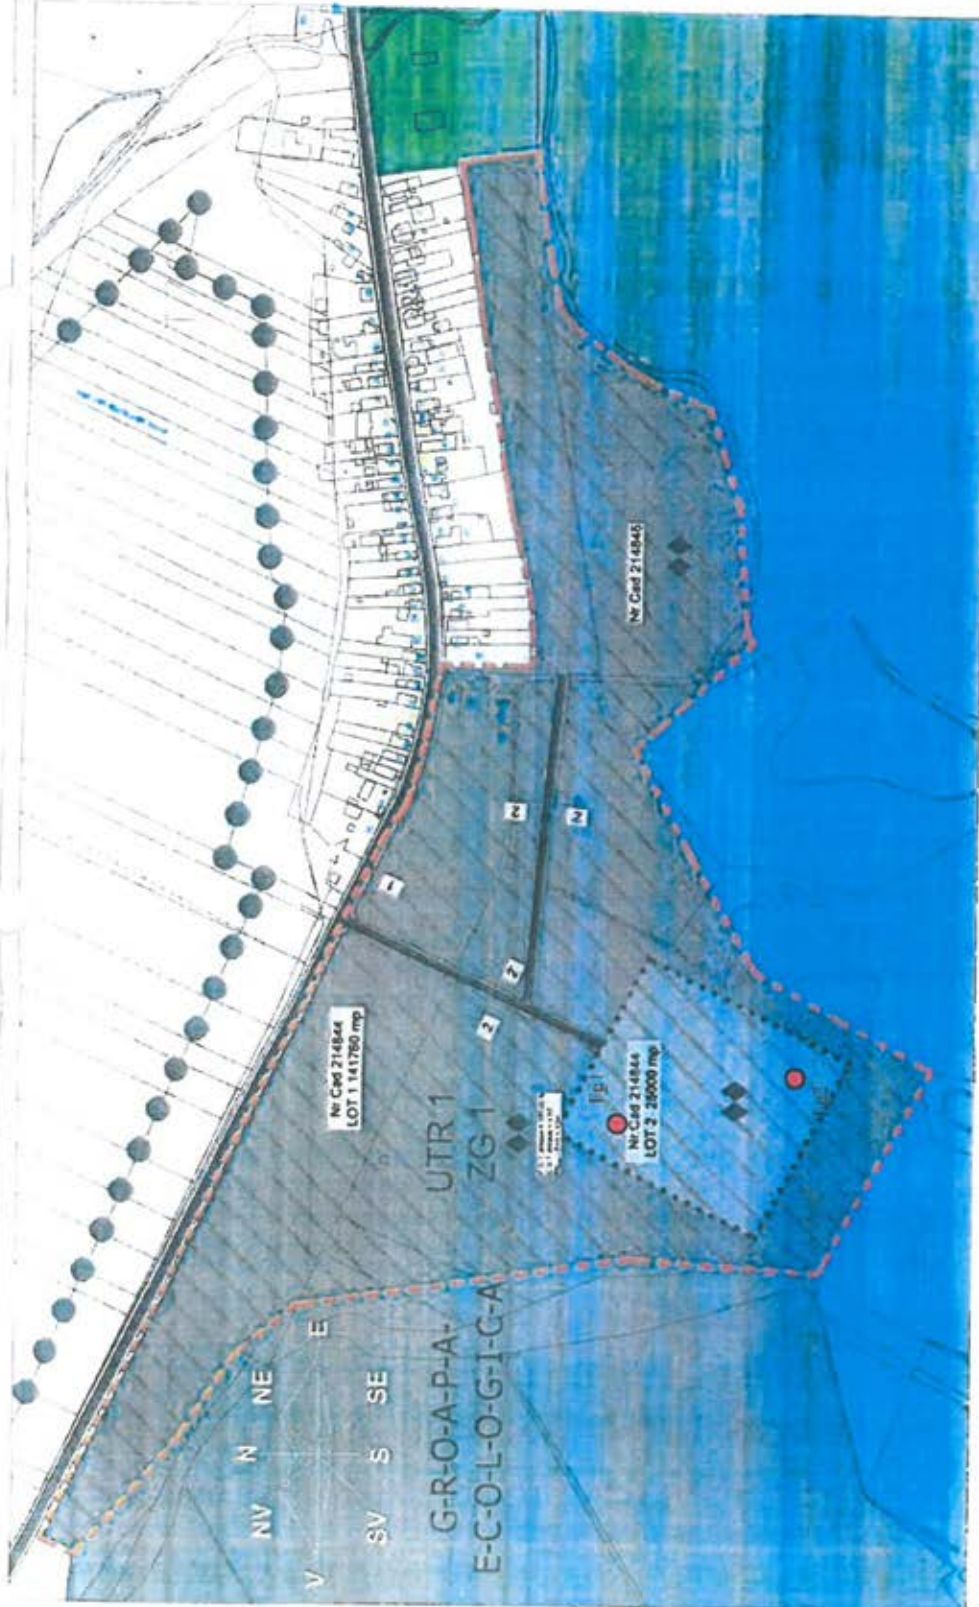 Nr Cad 214844
LOT 1 141760 mp
UTR 1
ZG 1
Nr Cad 214844
LOT 2 25000 mp
Nr Cad 214845
1
2
2
2
2
NV N NE
V E
SV S SE
G-R-O-A-P-A-
E-C-O-L-O-G-I-C-A